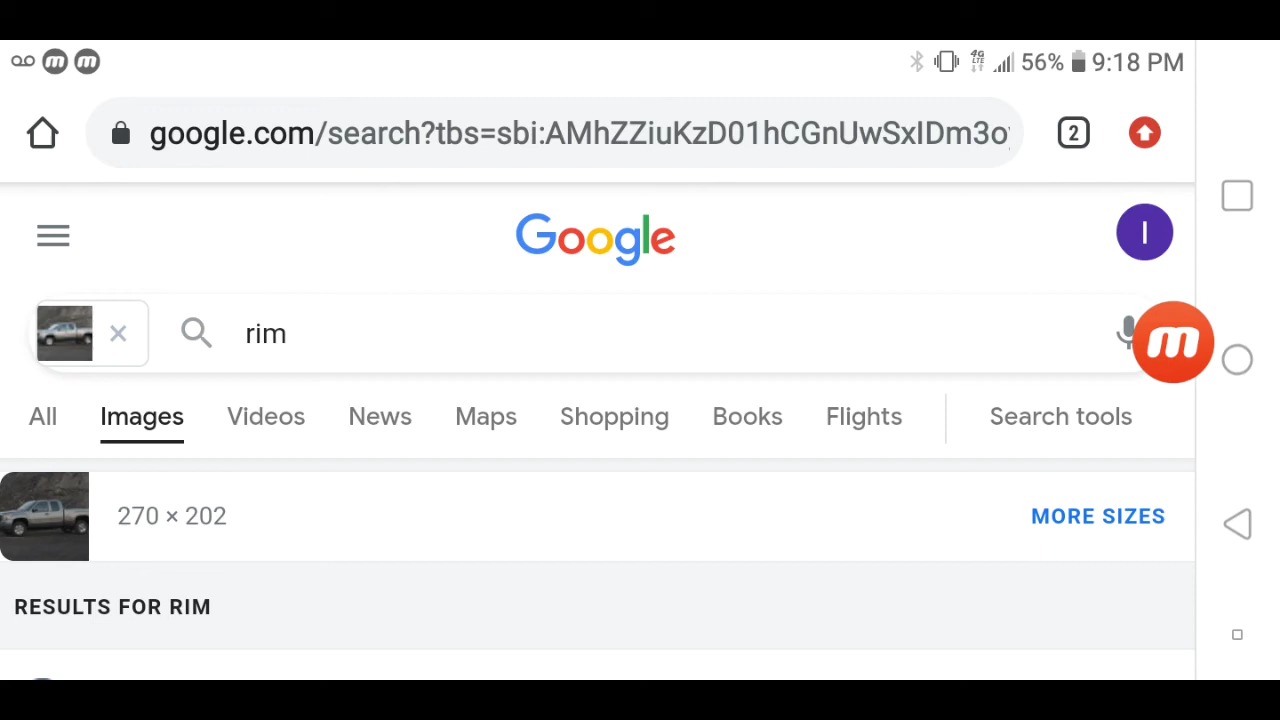 56% 9:18 PM
google.com/search?tbs=sbi:AMhZZiuKzD01hCGnUwSxIDm3o
2
Google
I
rim
m
All Images Videos News Maps Shopping Books Flights Search tools
270 × 202 MORE SIZES
RESULTS FOR RIM